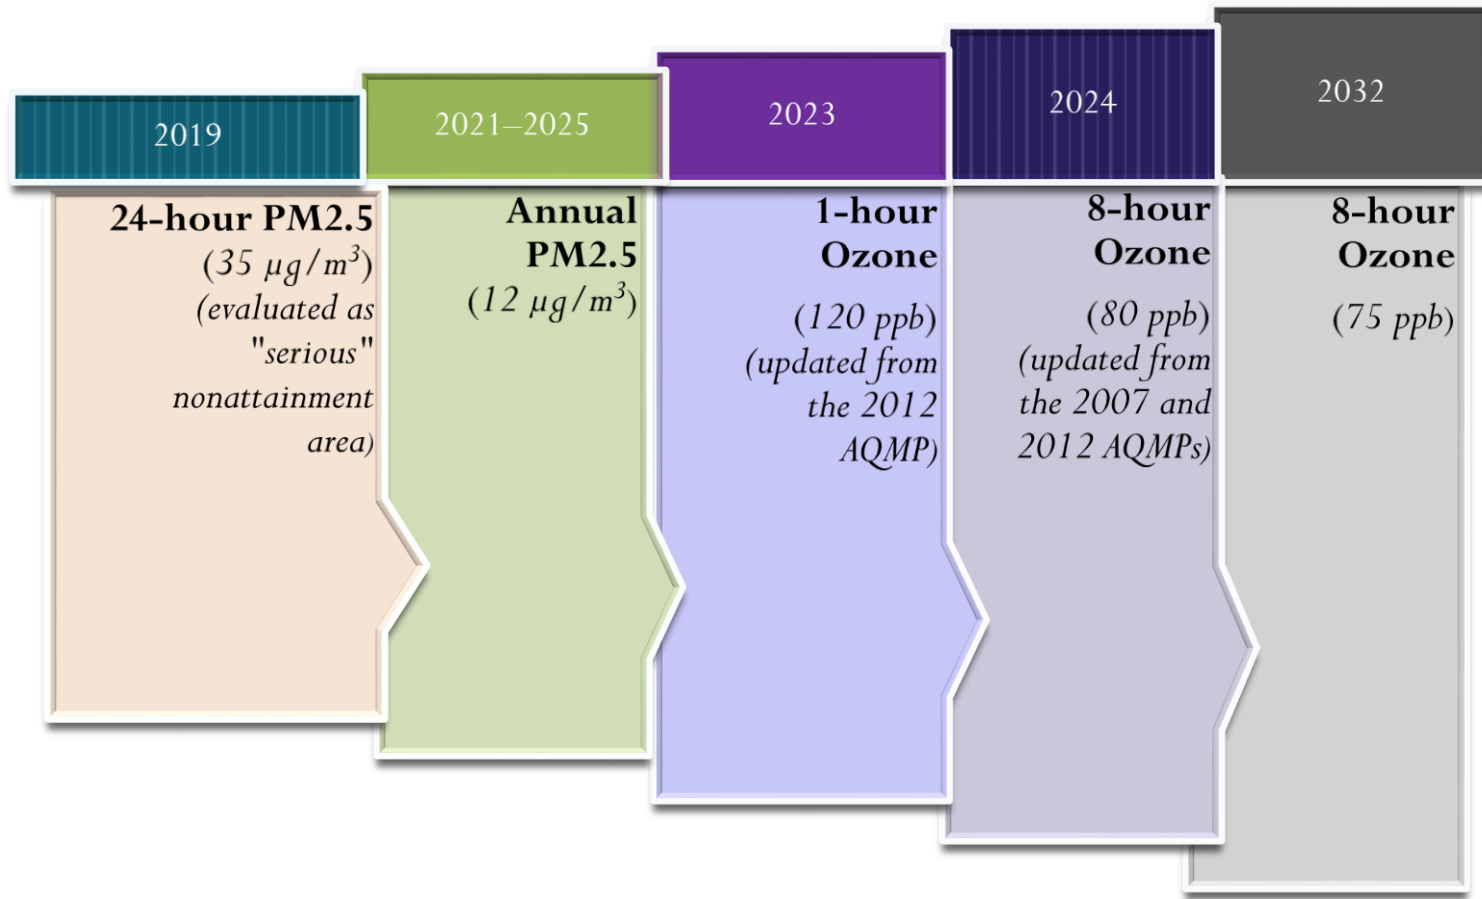 2019
24-hour PM2.5
(35 µg/m³)
(evaluated as
"serious"
nonattainment
area)
2021–2025
Annual
PM2.5
(12 µg/m³)
2023
1-hour
Ozone
(120 ppb)
(updated from
the 2012
AQMP)
2024
8-hour
Ozone
(80 ppb)
(updated from
the 2007 and
2012 AQMPs)
2032
8-hour
Ozone
(75 ppb)